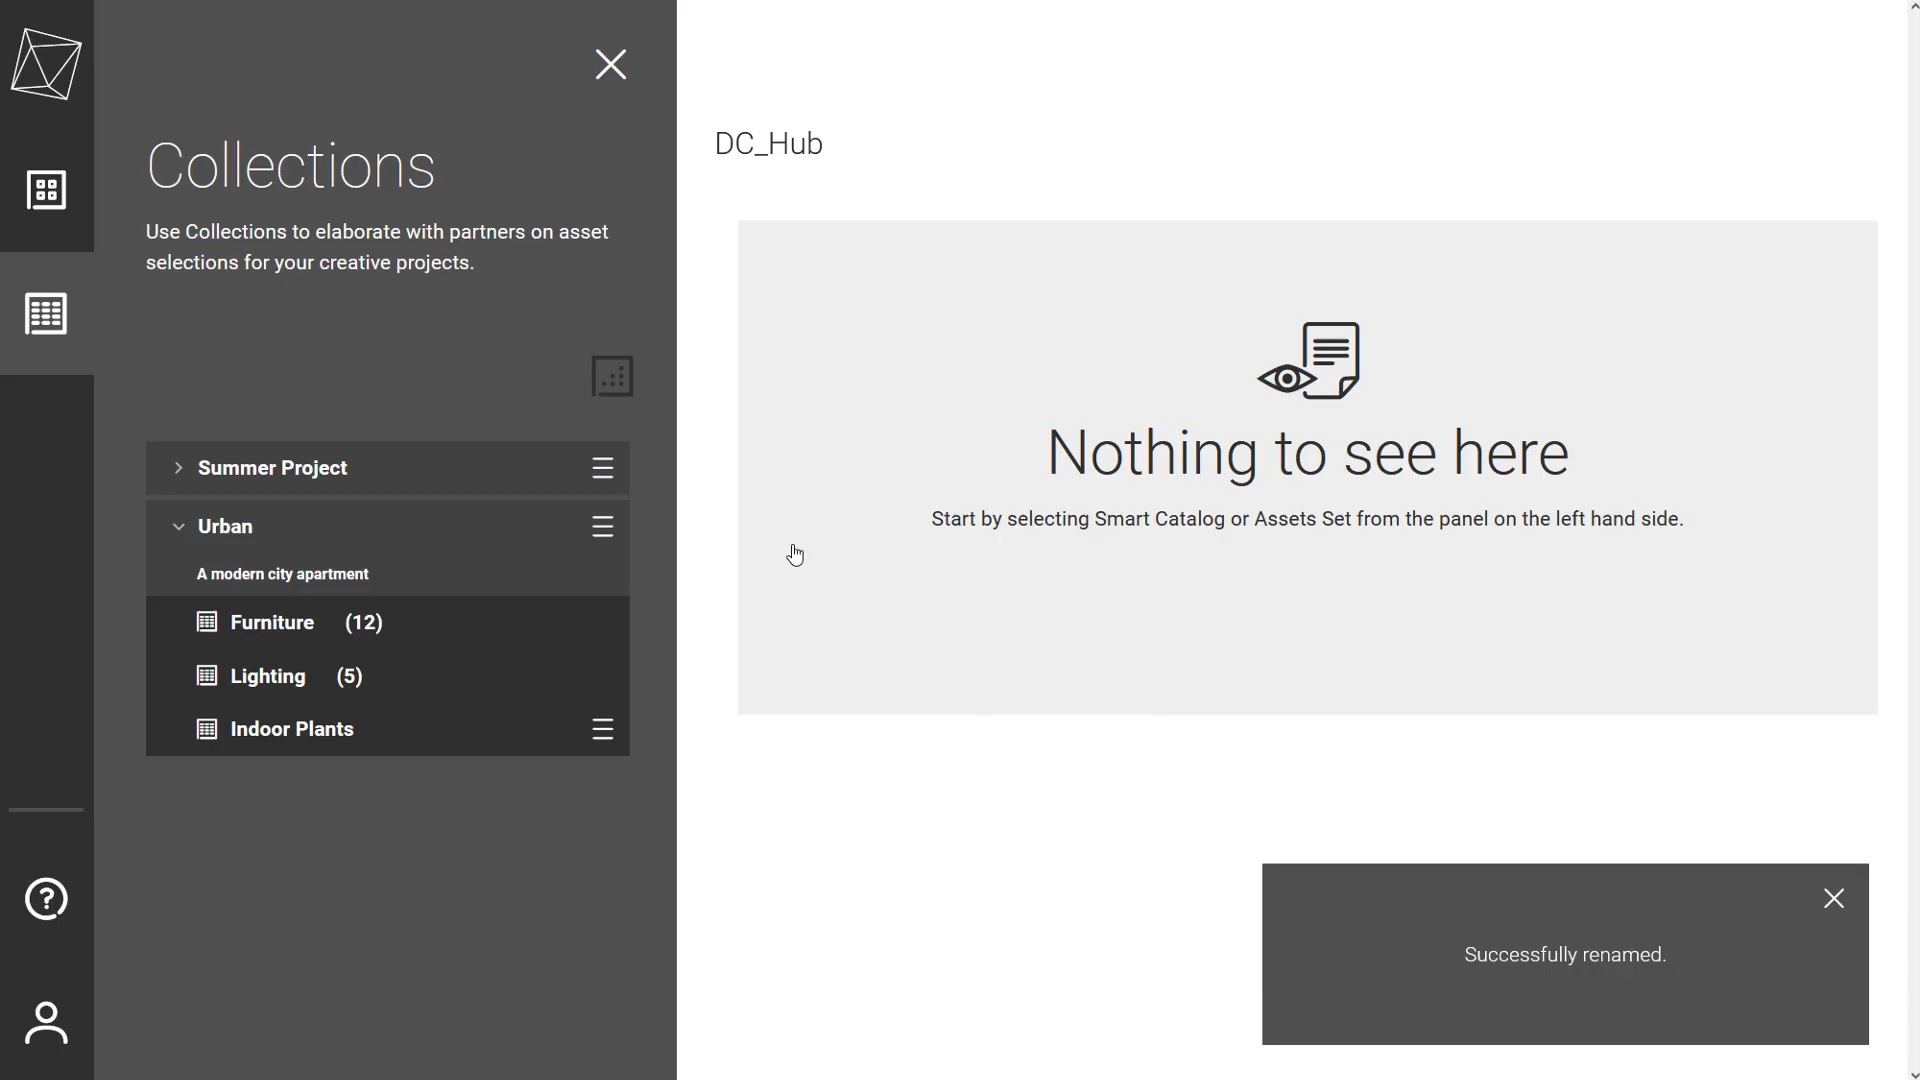 Collections
Use Collections to elaborate with partners on asset
selections for your creative projects.
Summer Project
Urban
A modern city apartment
Furniture (12)
Lighting (5)
Indoor Plants
DC_Hub
Nothing to see here
Start by selecting Smart Catalog or Assets Set from the panel on the left hand side.
Successfully renamed.